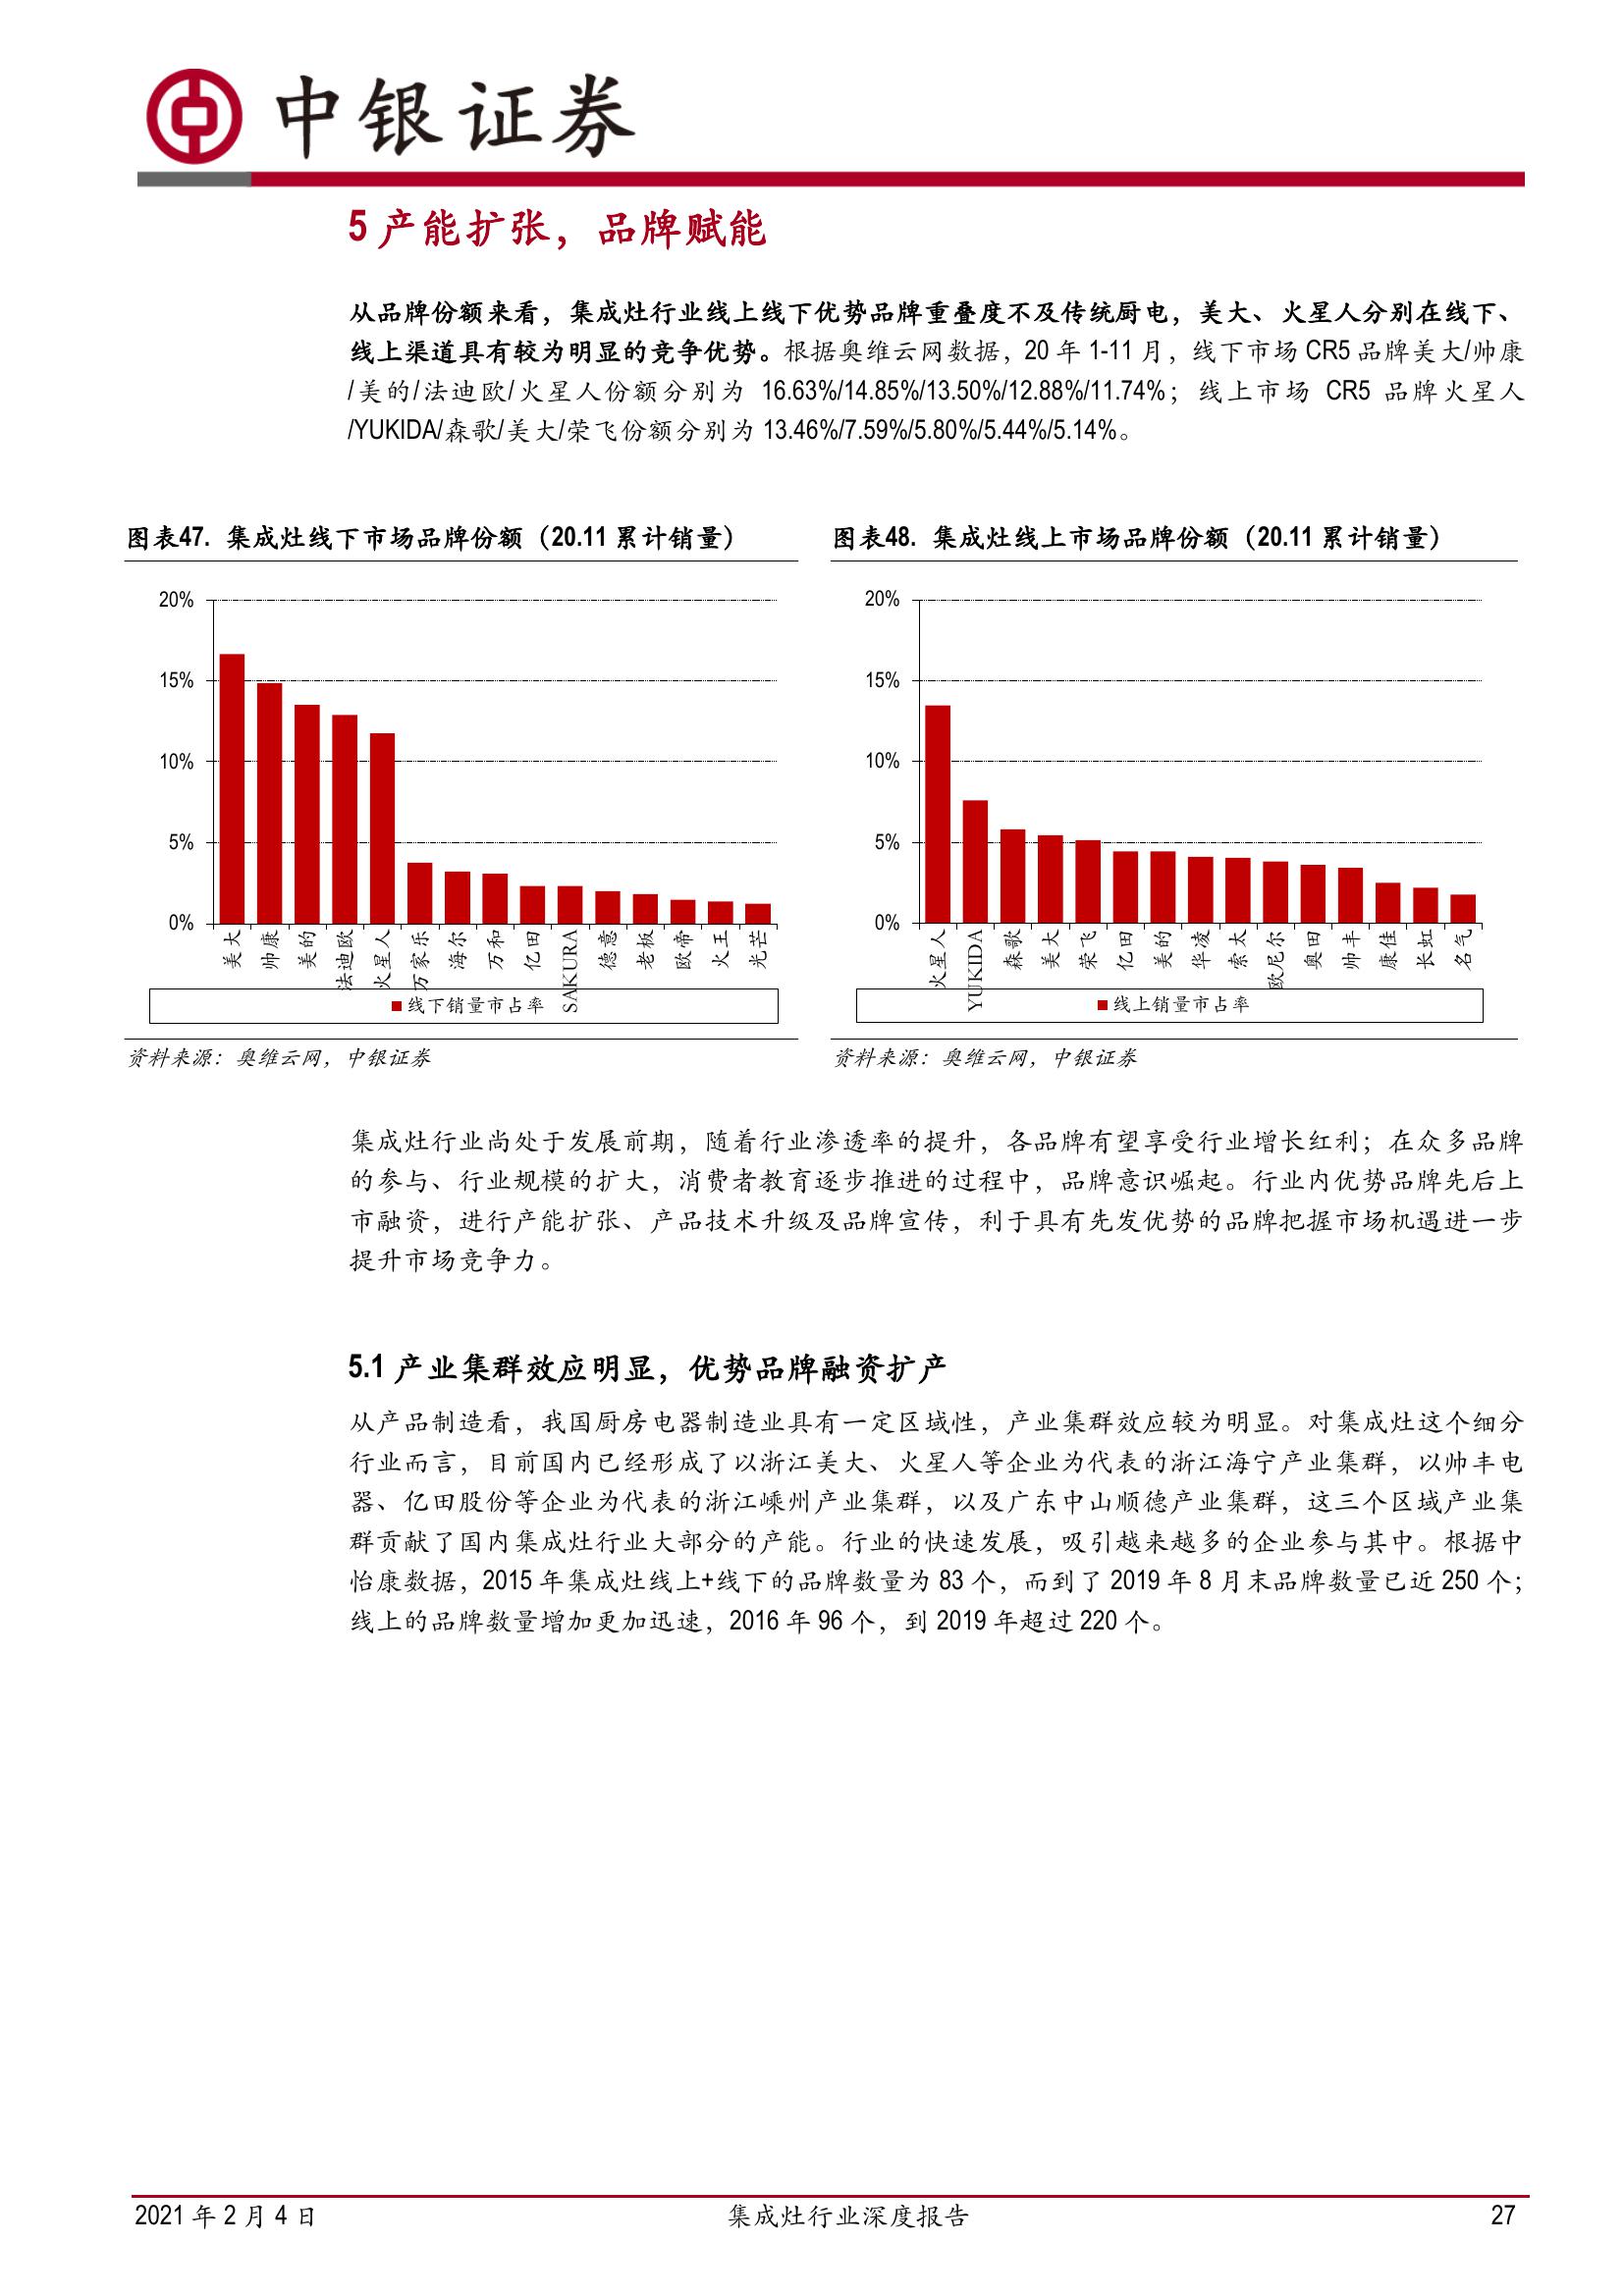 中银证券
5 产能扩张，品牌赋能
从品牌份额来看，集成灶行业线上线下优势品牌重叠度不及传统厨电，美大、火星人分别在线下、
线上渠道具有较为明显的竞争优势。根据奥维云网数据，20 年 1-11 月，线下市场 CR5 品牌美大/帅康
/美的/法迪欧/火星人份额分别为 16.63%/14.85%/13.50%/12.88%/11.74%；线上市场 CR5 品牌火星人
/YUKIDA/森歌/美大/荣飞份额分别为 13.46%/7.59%/5.80%/5.44%/5.14%。
图表47. 集成灶线下市场品牌份额（20.11 累计销量）
20%
15%
10%
5%
0%
美大
帅康
美的
法迪欧
火星人
万家乐
海尔
万和
亿田
SAKURA
德意
老板
欧帝
火王
光芒
线下销量市占率
资料来源：奥维云网，中银证券
图表48. 集成灶线上市场品牌份额（20.11 累计销量）
20%
15%
10%
5%
0%
火星人
YUKIDA
森歌
美大
荣飞
亿田
美的
华凌
索太
欧尼尔
奥田
帅丰
康佳
长虹
名气
线上销量市占率
资料来源：奥维云网，中银证券
集成灶行业尚处于发展前期，随着行业渗透率的提升，各品牌有望享受行业增长红利；在众多品牌
的参与、行业规模的扩大，消费者教育逐步推进的过程中，品牌意识崛起。行业内优势品牌先后上
市融资，进行产能扩张、产品技术升级及品牌宣传，利于具有先发优势的品牌把握市场机遇进一步
提升市场竞争力。
5.1 产业集群效应明显，优势品牌融资扩产
从产品制造看，我国厨房电器制造业具有一定区域性，产业集群效应较为明显。对集成灶这个细分
行业而言，目前国内已经形成了以浙江美大、火星人等企业为代表的浙江海宁产业集群，以帅丰电
器、亿田股份等企业为代表的浙江嵊州产业集群，以及广东中山顺德产业集群，这三个区域产业集
群贡献了国内集成灶行业大部分的产能。行业的快速发展，吸引越来越多的企业参与其中。根据中
怡康数据，2015 年集成灶线上+线下的品牌数量为 83 个，而到了 2019 年 8 月末品牌数量已近 250 个；
线上的品牌数量增加更加迅速，2016 年 96 个，到 2019 年超过 220 个。
2021 年 2 月 4 日
集成灶行业深度报告
27